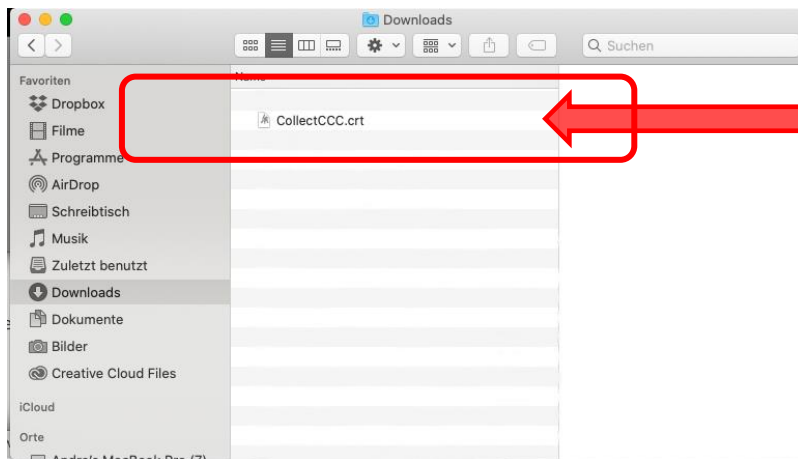 Downloads
Suchen
Favoriten
Dropbox
Filme
Programme
AirDrop
Schreibtisch
Musik
Zuletzt benutzt
Downloads
Dokumente
Bilder
Creative Cloud Files
iCloud
Orte
Name
CollectCCC.crt